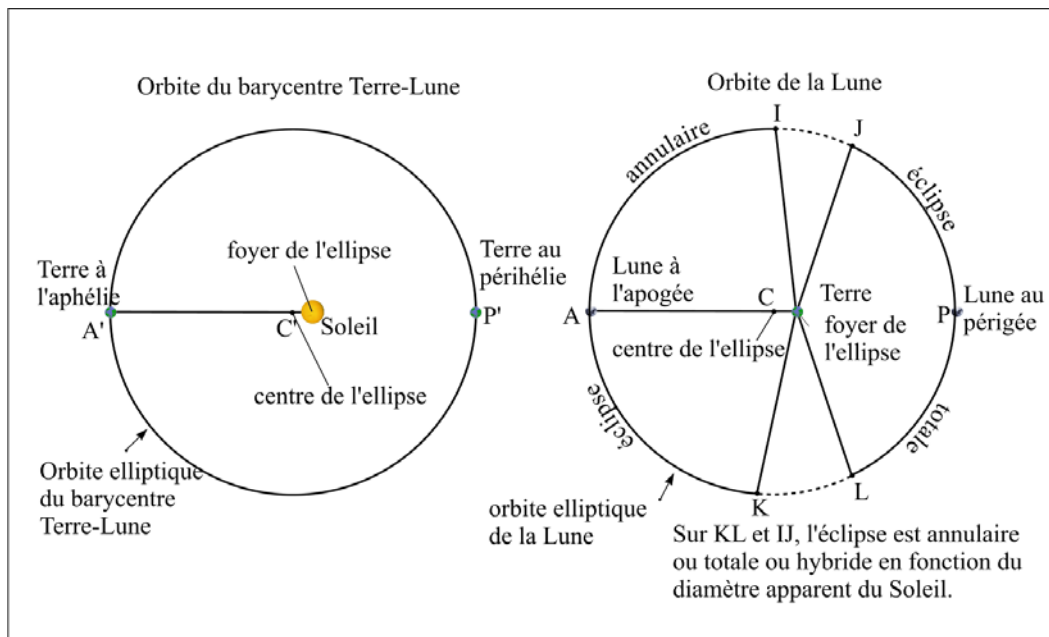 Orbite du barycentre Terre-Lune
foyer de l'ellipse
Terre à
l'aphélie
A'
C'
Soleil
Terre au
périhélie
P'
centre de l'ellipse
Orbite elliptique
du barycentre
Terre-Lune
Orbite de la Lune
I
J
annulaire
éclipse
Lune à
l'apogée
A
C
Terre
foyer de
l'ellipse
P
Lune au
périgée
centre de l'ellipse
éclipse
totale
K
L
orbite elliptique
de la Lune
Sur KL et IJ, l'éclipse est annulaire
ou totale ou hybride en fonction du
diamètre apparent du Soleil.